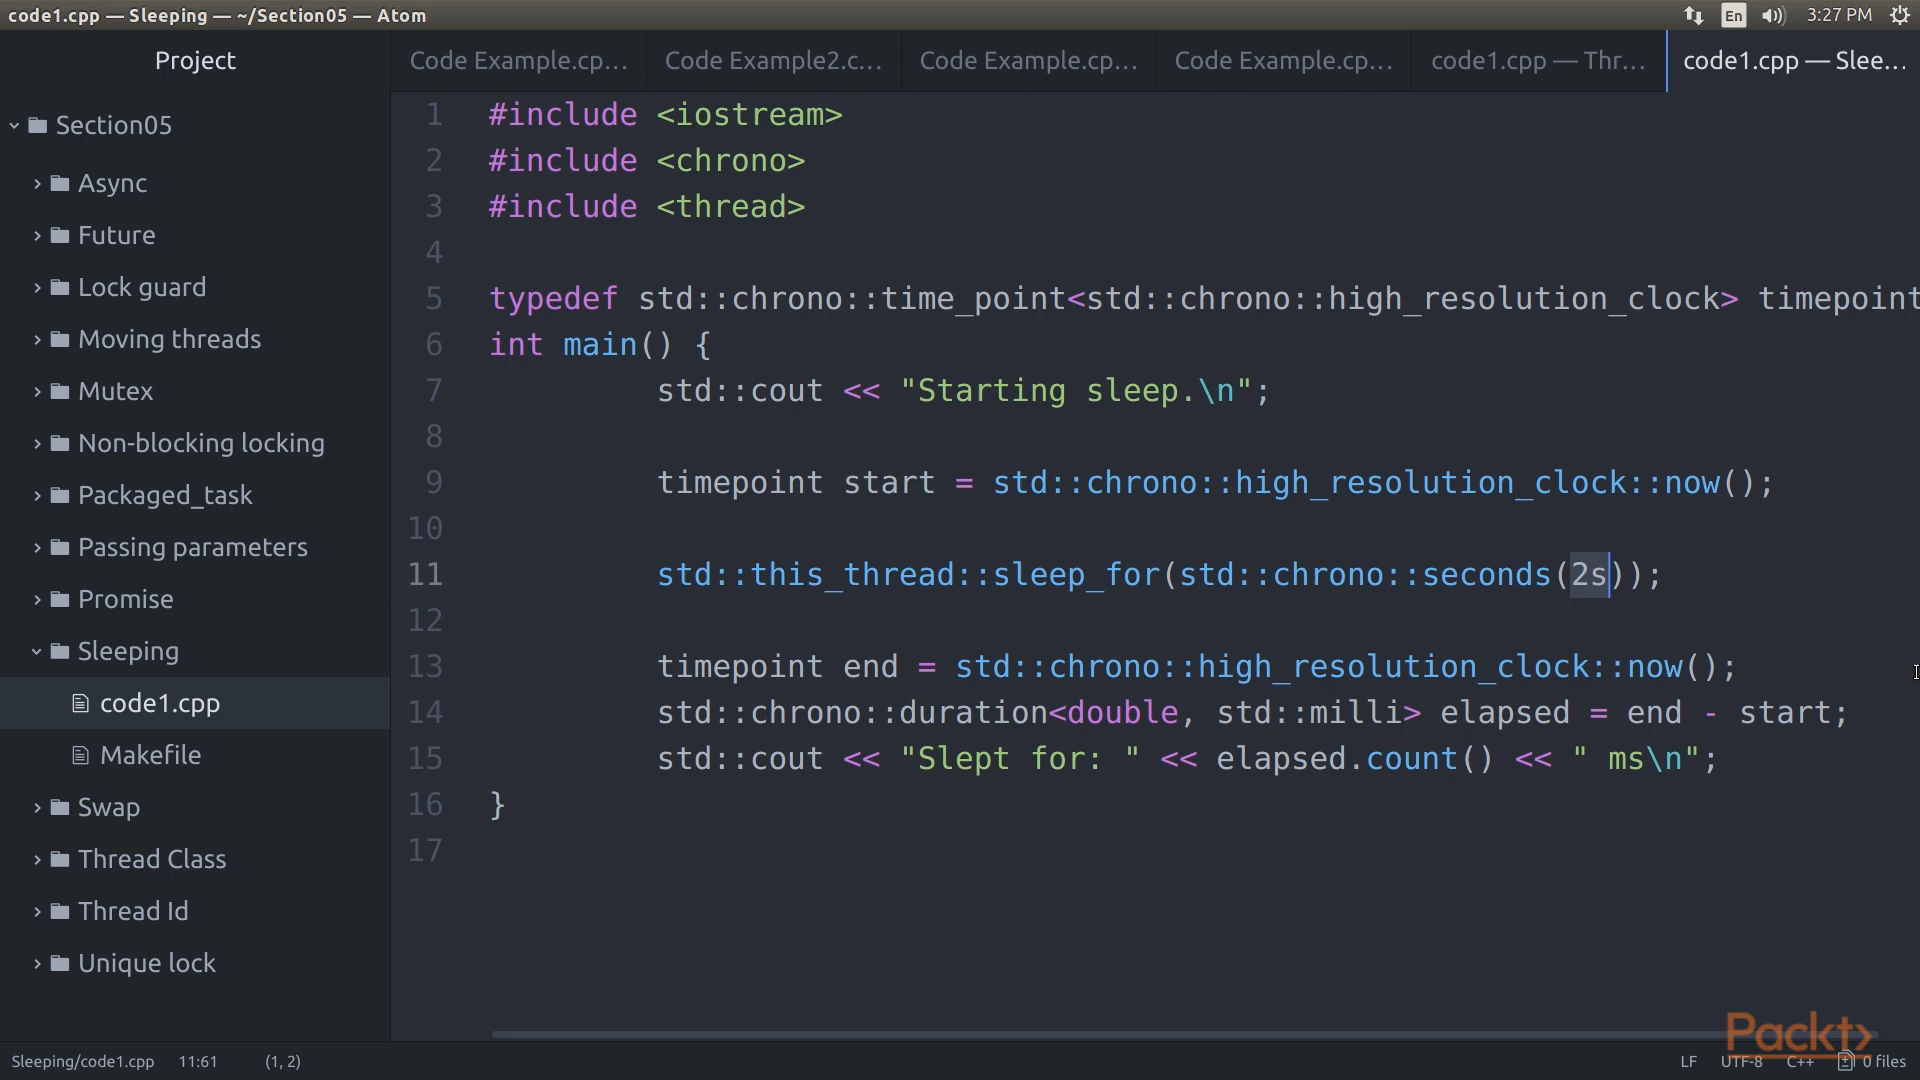 code1.cpp — Sleeping — ~/Section05 — Atom
En
3:27 PM
Project
Code Example.cp...
Code Example2.c...
Code Example.cp...
Code Example.cp...
code1.cpp — Thr...
code1.cpp — Slee...
Section05
Async
Future
Lock guard
Moving threads
Mutex
Non-blocking locking
Packaged_task
Passing parameters
Promise
Sleeping
code1.cpp
Makefile
Swap
Thread Class
Thread Id
Unique lock
1 #include <iostream>
2 #include <chrono>
3 #include <thread>
4
5 typedef std::chrono::time_point<std::chrono::high_resolution_clock> timepoint
6 int main() {
7 std::cout << "Starting sleep.\n";
8
9 timepoint start = std::chrono::high_resolution_clock::now();
10
11 std::this_thread::sleep_for(std::chrono::seconds(2s));
12
13 timepoint end = std::chrono::high_resolution_clock::now();
14 std::chrono::duration<double, std::milli> elapsed = end - start;
15 std::cout << "Slept for: " << elapsed.count() << " ms\n";
16 }
17
Packt>
Sleeping/code1.cpp 11:61 (1, 2)
LF UTF-8 C++ 0 files